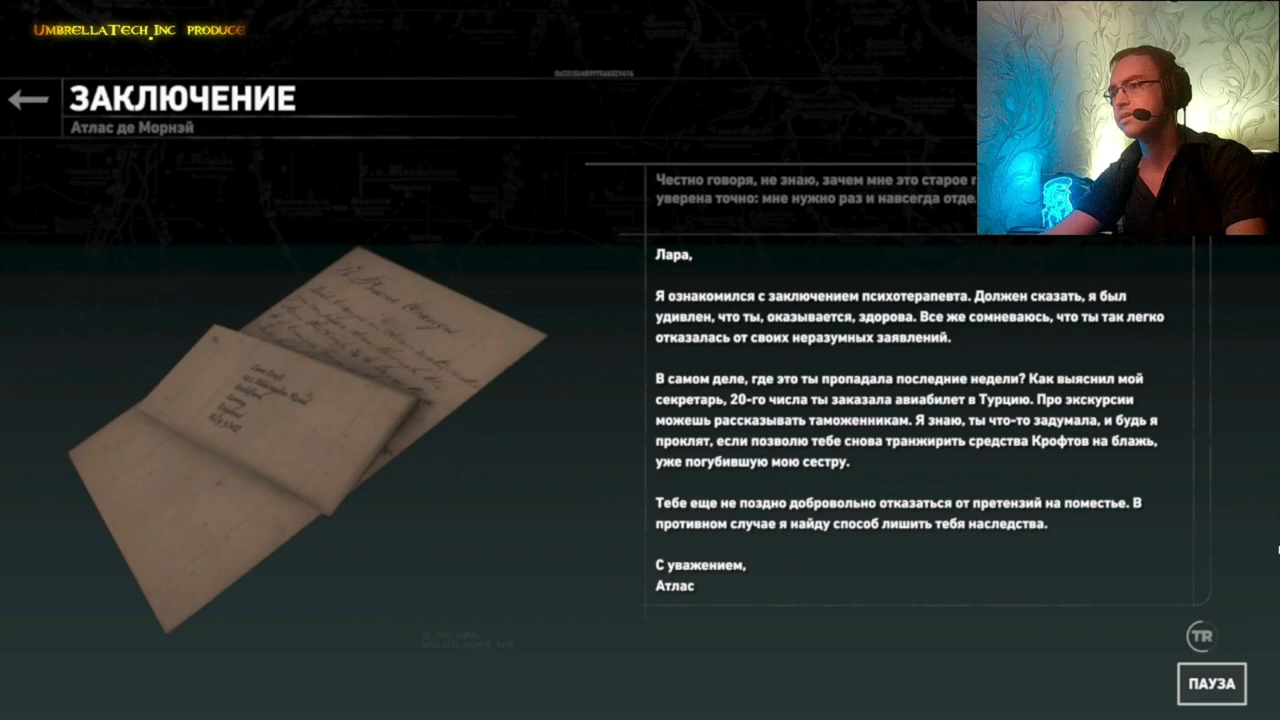 UmbrellaTech_Inc produce
ЗАКЛЮЧЕНИЕ
Атлас де Морнэй
Честно говоря, не знаю, зачем мне это старое
уверена точно: мне нужно раз и навсегда
Лара,
Я ознакомился с заключением психотерапевта. Должен сказать, я был
удивлен, что ты, оказывается, здорова. Все же сомневаюсь, что ты так легко
отказалась от своих неразумных заявлений.
В самом деле, где это ты пропадала последние недели? Как выяснил мой
секретарь, 20-го числа ты заказала авиабилет в Турцию. Про экскурсии
можешь рассказывать таможенникам. Я знаю, ты что-то задумала, и будь я
проклят, если позволю тебе снова транжирить средства Крофтов на блажь,
уже погубившую мою сестру.
Тебе еще не поздно добровольно отказаться от претензий на поместье. В
противном случае я найду способ лишить тебя наследства.
С уважением,
Атлас
TR
ПАУЗА